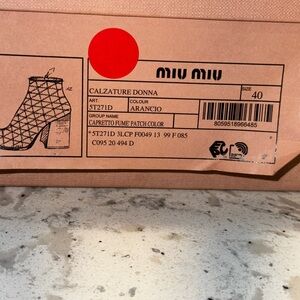 miu miu
CALZATURE DONNA
SIZE
40
ART.
5T271D
COLOUR
ARANCIO
GROUP NAME
CAPRETTO FUME' PATCH COLOR
8059518966485
*5T271D 3LCP F0049 13 99 F 085
C095 20 494 D